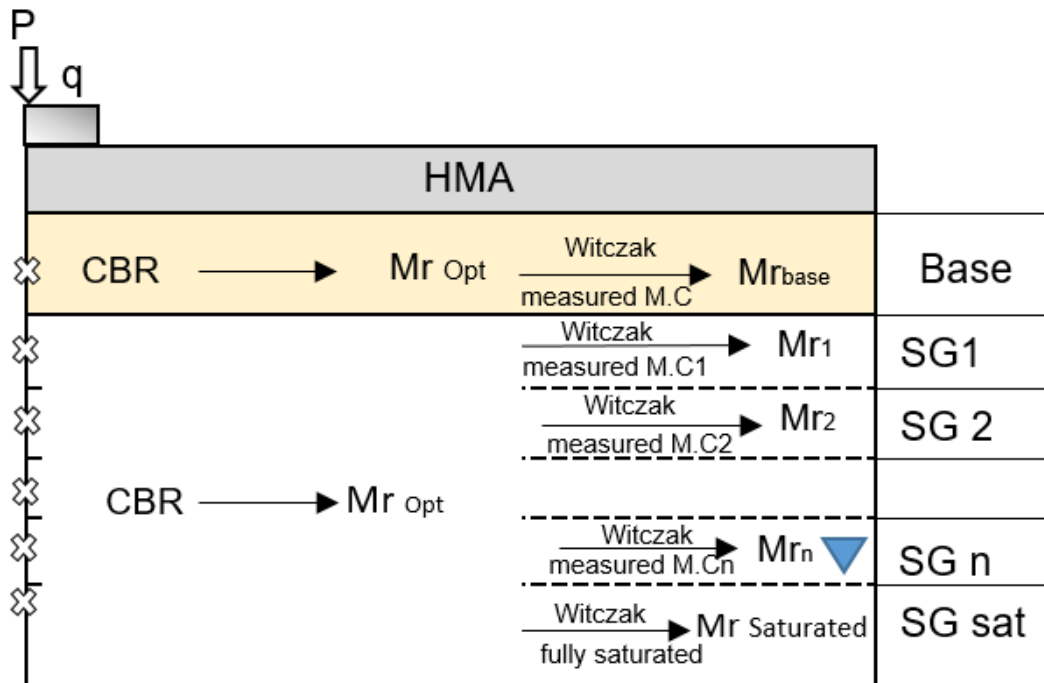 P
q
HMA
CBR Mr Opt Witczak measured M.C Mrbase Base
Witczak measured M.C1 Mr1 SG1
Witczak measured M.C2 Mr2 SG 2
CBR Mr Opt
Witczak measured M.Cn Mrn SG n
Witczak fully saturated Mr Saturated SG sat